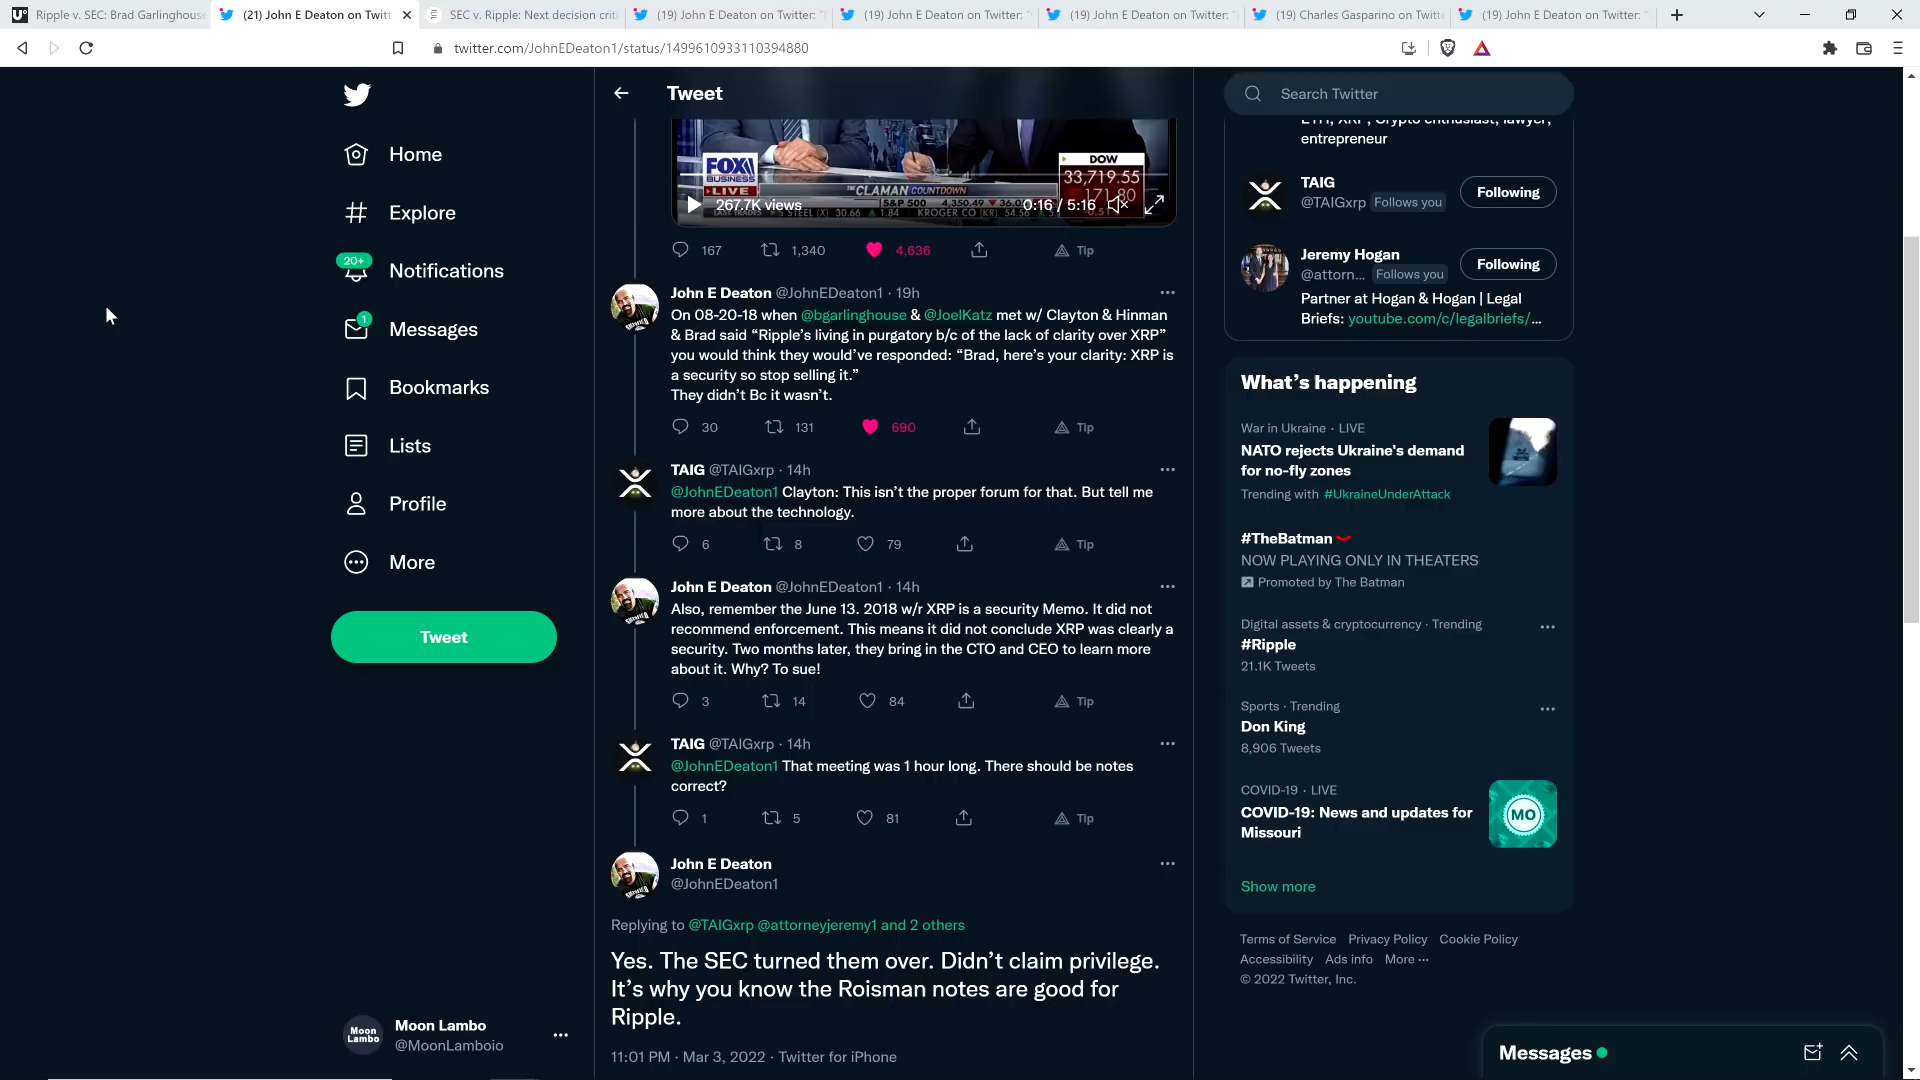 Ripple v. SEC: Brad Garlinghouse
(21) John E Deaton on Twitt
SEC v. Ripple: Next decision crit
(19) John E Deaton on Twitter: "
(19) John E Deaton on Twitter: "
(19) John E Deaton on Twitter: "
(19) Charles Gasparino on Twitt
(19) John E Deaton on Twitter: "
twitter.com/JohnEDeaton1/status/1499610933110394880
Home
Explore
20+
Notifications
1
Messages
Bookmarks
Lists
Profile
More
Tweet
Moon Lambo
Moon Lambo
@MoonLamboio
Tweet
FOX
BUSINESS
LIVE
THE CLAMAN COUNTDOWN
DOW
33,719.55
171.80
S&P 500 4,350.49
267.7K views
0:16 / 5:16
167 1,340 4,636 Tip
John E Deaton @JohnEDeaton1 · 19h
On 08-20-18 when @bgarlinghouse & @JoelKatz met w/ Clayton & Hinman
& Brad said “Ripple’s living in purgatory b/c of the lack of clarity over XRP”
you would think they would’ve responded: “Brad, here’s your clarity: XRP is
a security so stop selling it.”
They didn’t Bc it wasn’t.
30 131 690 Tip
TAIG @TAIGxrp · 14h
@JohnEDeaton1 Clayton: This isn’t the proper forum for that. But tell me
more about the technology.
6 8 79 Tip
John E Deaton @JohnEDeaton1 · 14h
Also, remember the June 13. 2018 w/r XRP is a security Memo. It did not
recommend enforcement. This means it did not conclude XRP was clearly a
security. Two months later, they bring in the CTO and CEO to learn more
about it. Why? To sue!
3 14 84 Tip
TAIG @TAIGxrp · 14h
@JohnEDeaton1 That meeting was 1 hour long. There should be notes
correct?
1 5 81 Tip
John E Deaton
@JohnEDeaton1
Replying to @TAIGxrp @attorneyjeremy1 and 2 others
Yes. The SEC turned them over. Didn’t claim privilege.
It’s why you know the Roisman notes are good for
Ripple.
11:01 PM · Mar 3, 2022 · Twitter for iPhone
Search Twitter
ETH, XRP, Crypto enthusiast, lawyer,
entrepreneur
TAIG
@TAIGxrp Follows you
Following
Jeremy Hogan
@attorn... Follows you
Following
Partner at Hogan & Hogan | Legal
Briefs: youtube.com/c/legalbriefs/...
What’s happening
War in Ukraine · LIVE
NATO rejects Ukraine's demand
for no-fly zones
Trending with #UkraineUnderAttack
#TheBatman
NOW PLAYING ONLY IN THEATERS
Promoted by The Batman
Digital assets & cryptocurrency · Trending
#Ripple
21.1K Tweets
Sports · Trending
Don King
8,906 Tweets
COVID-19 · LIVE
COVID-19: News and updates for
Missouri
MO
Show more
Terms of Service Privacy Policy Cookie Policy
Accessibility Ads info More ···
© 2022 Twitter, Inc.
Messages